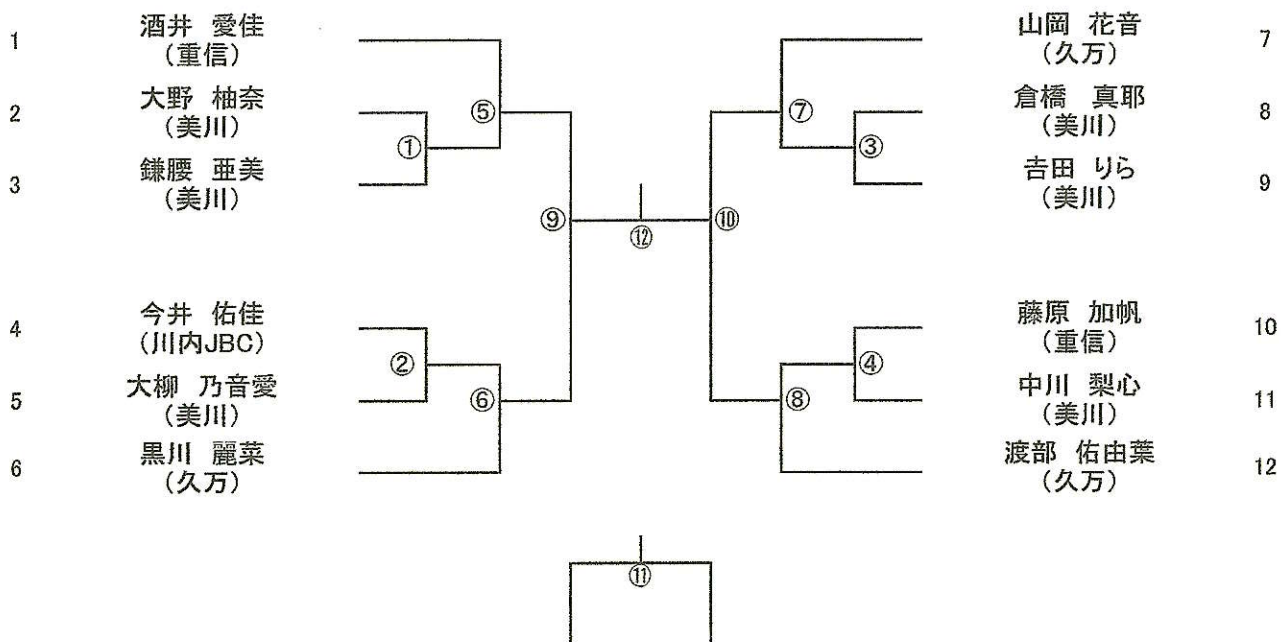 1 酒井 愛佳
(重信)
2 大野 柚奈
(美川)
3 鎌腰 亜美
(美川)
4 今井 佑佳
(川内JBC)
5 大柳 乃音愛
(美川)
6 黒川 麗菜
(久万)
①
②
⑤
⑥
⑨
⑫
⑩
⑦
⑧
③
④
山岡 花音 7
(久万)
倉橋 真耶 8
(美川)
吉田 りら 9
(美川)
藤原 加帆 10
(重信)
中川 梨心 11
(美川)
渡部 佑由葉 12
(久万)
⑪